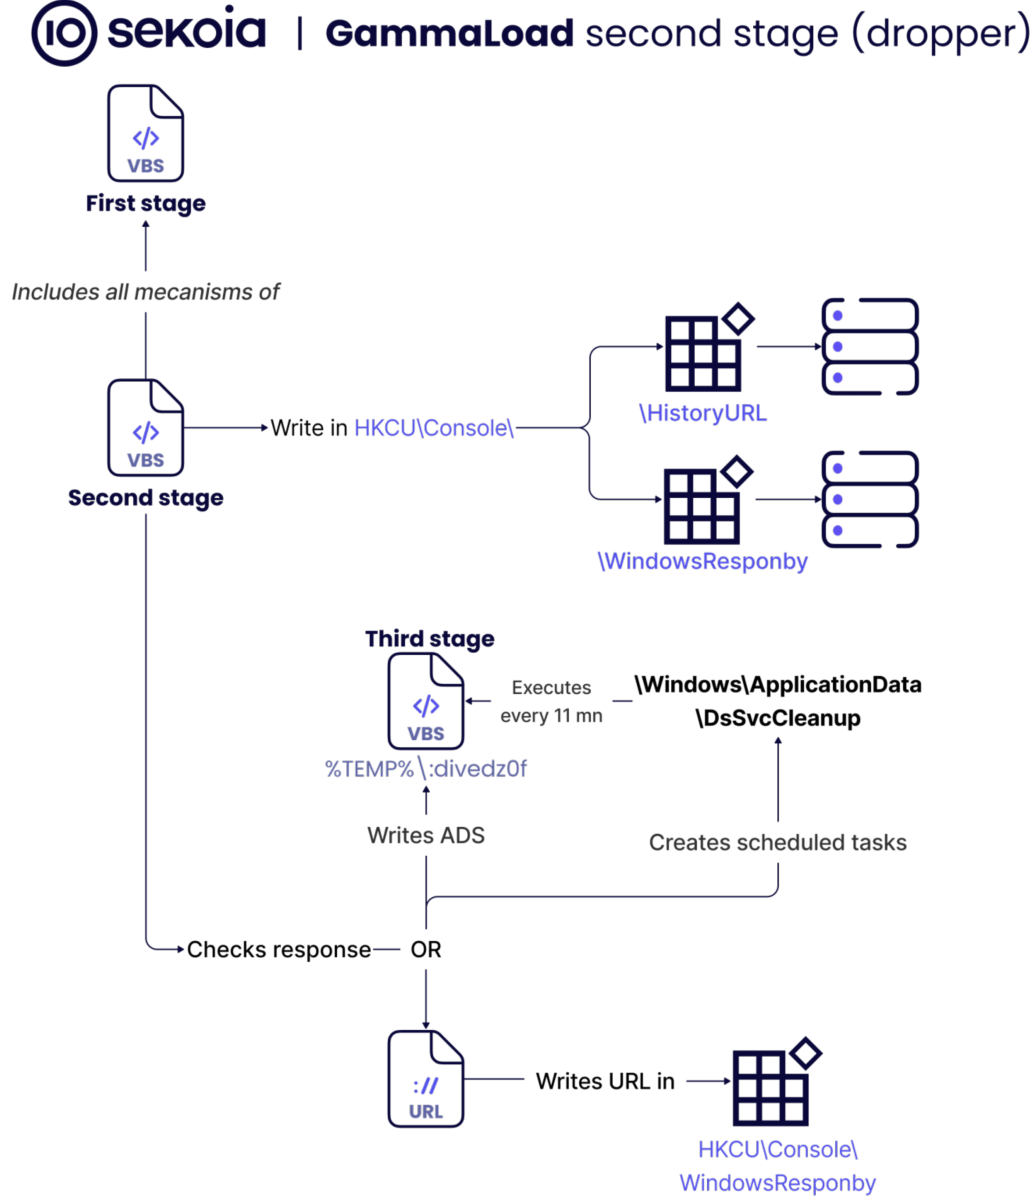 sekoia | GammaLoad second stage (dropper)
</>
VBS
First stage
Includes all mecanisms of
</>
VBS
Second stage
Write in HKCU\Console\
\HistoryURL
\WindowsResponby
Third stage
</>
VBS
%TEMP%\:divedz0f
Executes
every 11 mn
\Windows\ApplicationData
\DsSvcCleanup
Writes ADS
Creates scheduled tasks
Checks response
OR
://
URL
Writes URL in
HKCU\Console\
WindowsResponby